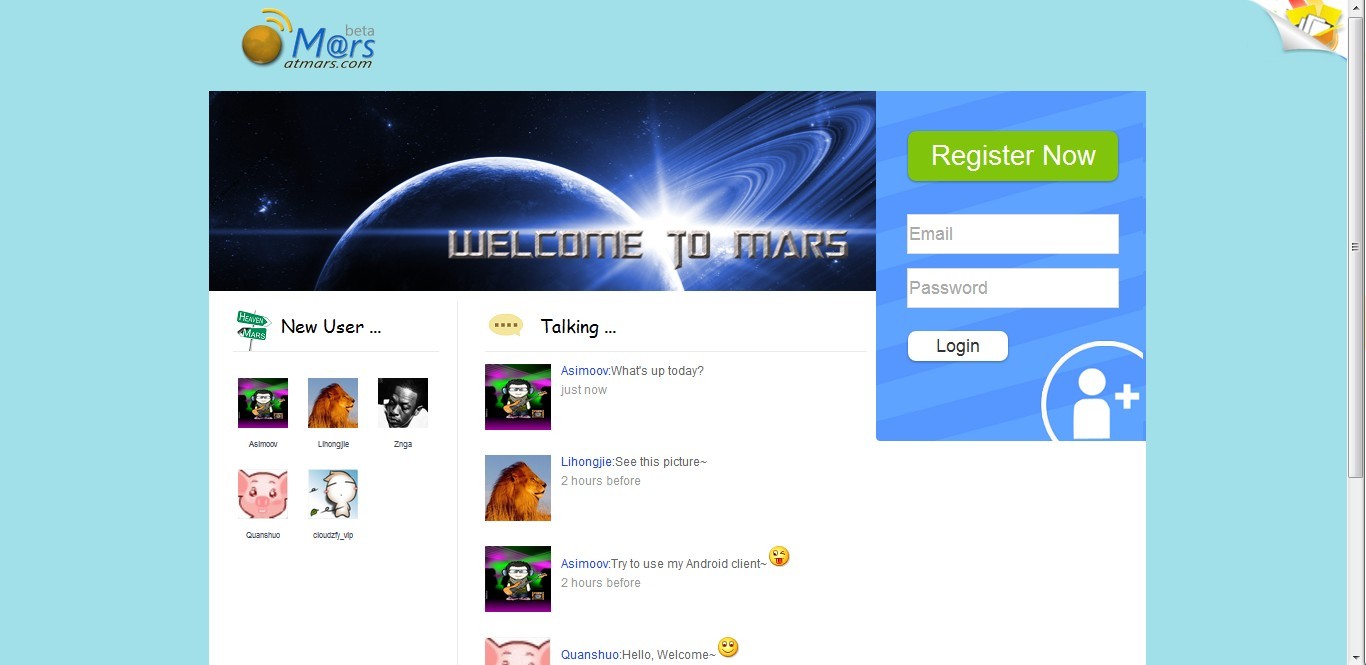 beta
M@rs
atmars.com
WELCOME TO MARS
Register Now
Email
Password
Login
HEAVEN
MARS
New User ...
Asimoov
Lihongjie
Znga
Quanshuo
cloudzfy_vip
Talking ...
Asimoov:What's up today?
just now
Lihongjie:See this picture~
2 hours before
Asimoov:Try to use my Android client~
2 hours before
Quanshuo:Hello, Welcome~